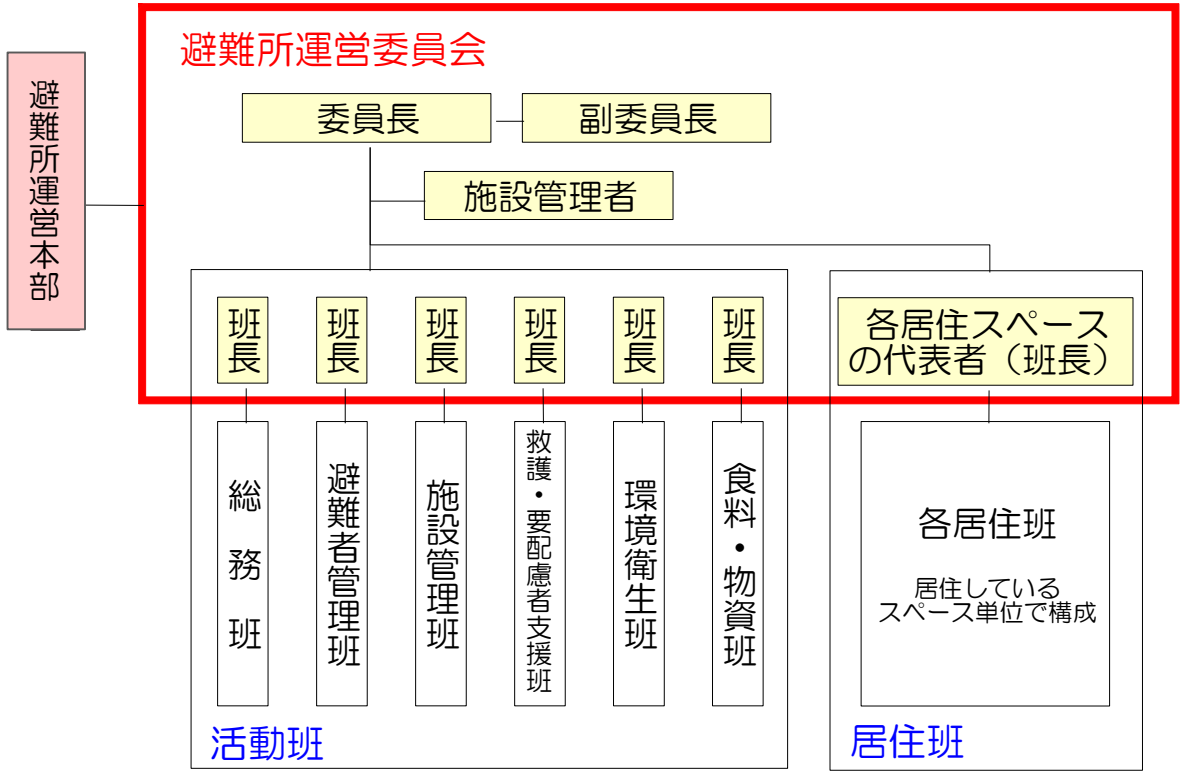 避難所運営委員会
避難所運営本部
委員長
副委員長
施設管理者
班長
班長
班長
班長
班長
班長
各居住スペース
の代表者（班長）
総務班
避難者管理班
施設管理班
救護・要配慮者支援班
環境衛生班
食料・物資班
各居住班
居住している
スペース単位で構成
活動班
居住班